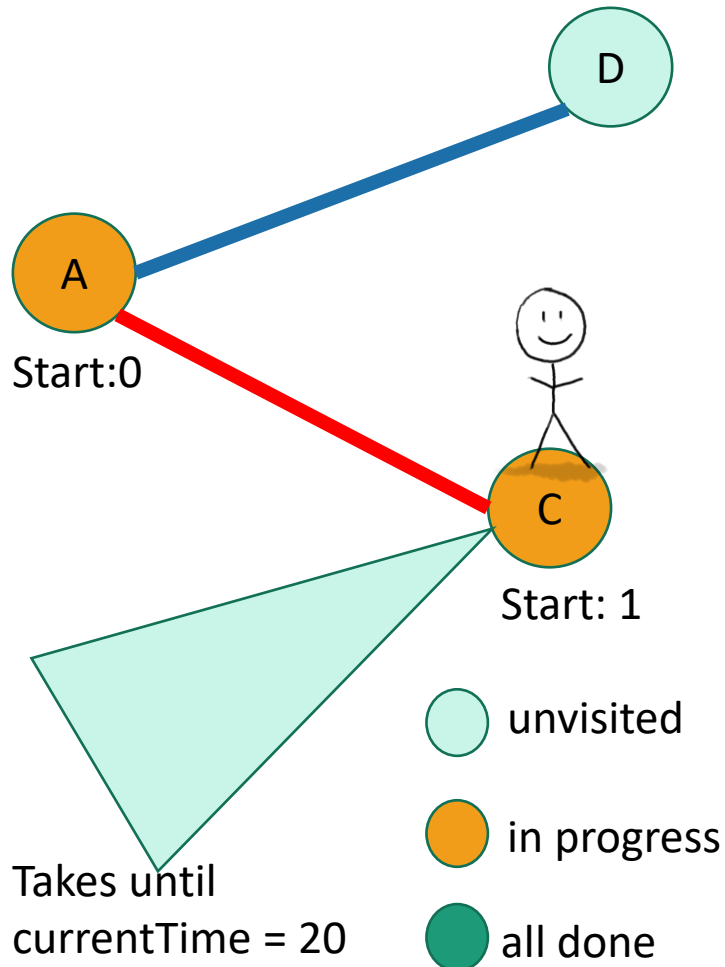 D
A
Start:0
C
Start: 1
unvisited
in progress
Takes until
currentTime = 20
all done